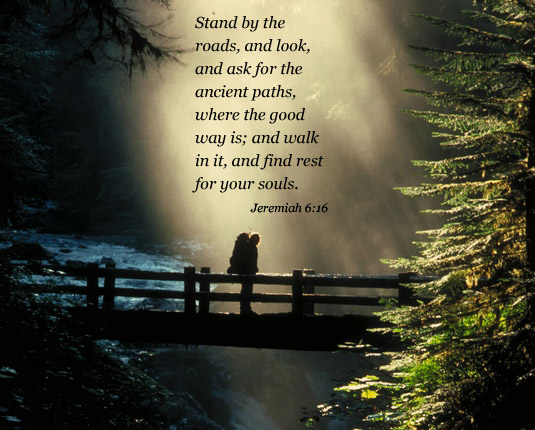 Stand by the
roads, and look,
and ask for the
ancient paths,
where the good
way is; and walk
in it, and find rest
for your souls.
Jeremiah 6:16